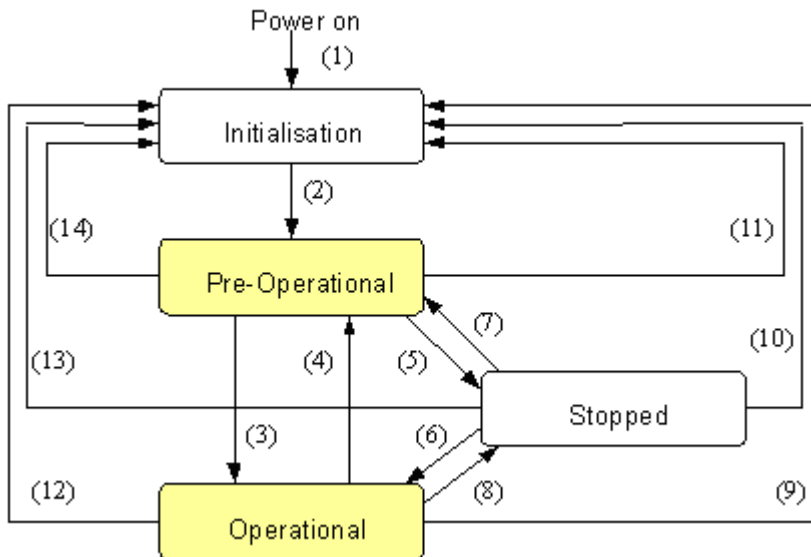 Power on
(1)
Initialisation
(2)
(14)
(11)
Pre-Operational
(7)
(13)
(4)
(5)
(10)
Stopped
(3)
(6)
(12)
(8)
(9)
Operational